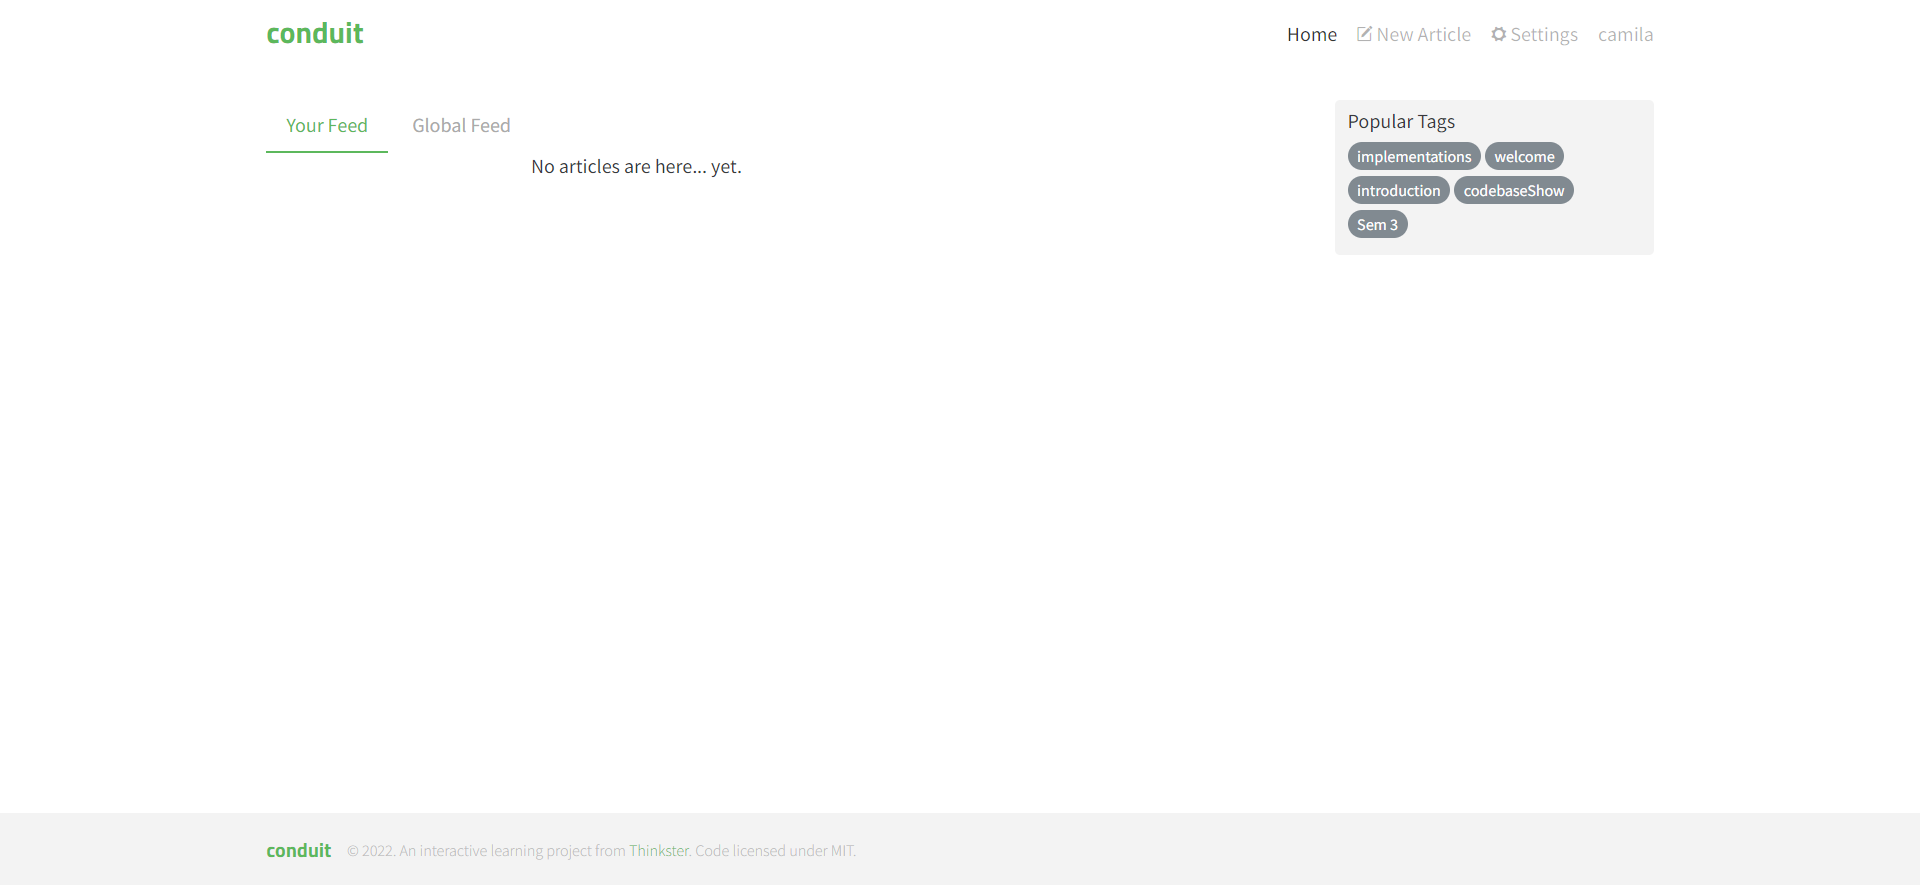 conduit
Home New Article Settings camila
Your Feed Global Feed
No articles are here... yet.
Popular Tags
implementations welcome
introduction codebaseShow
Sem 3
conduit © 2022. An interactive learning project from Thinkster. Code licensed under MIT.